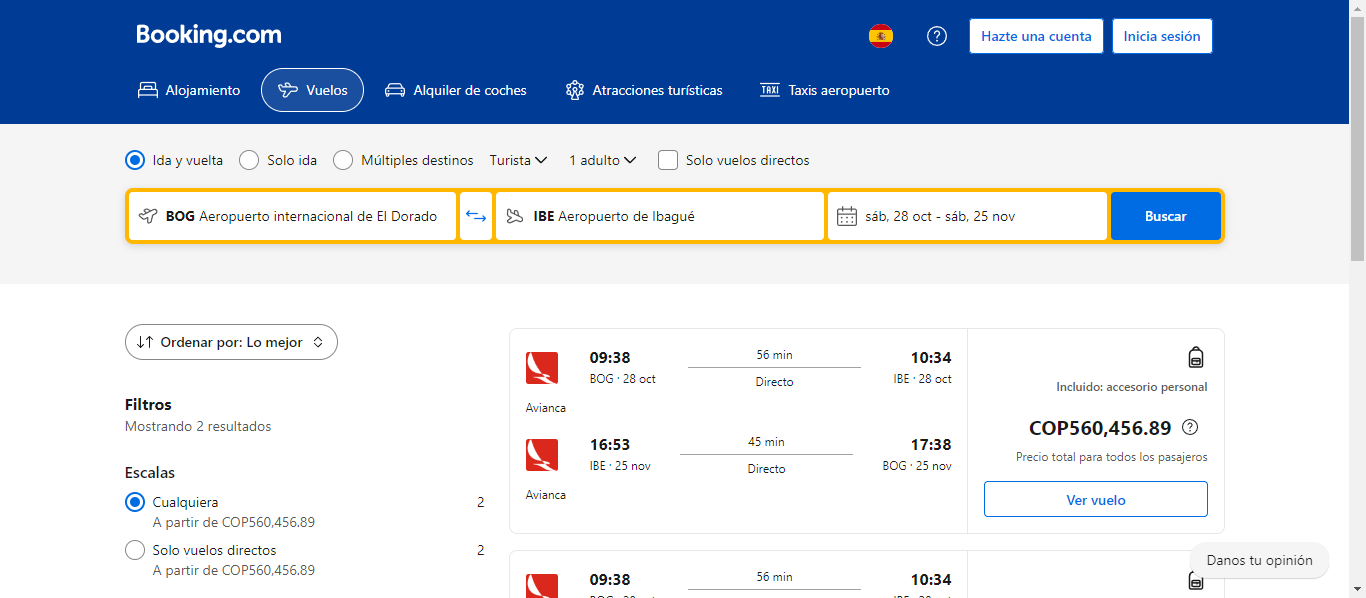 Booking.com
Hazte una cuenta
Inicia sesión
Alojamiento
Vuelos
Alquiler de coches
Atracciones turísticas
TAXI
Taxis aeropuerto
Ida y vuelta
Solo ida
Múltiples destinos
Turista
1 adulto
Solo vuelos directos
BOG Aeropuerto internacional de El Dorado
IBE Aeropuerto de Ibagué
sáb, 28 oct - sáb, 25 nov
Buscar
Ordenar por: Lo mejor
Filtros
Mostrando 2 resultados
Escalas
Cualquiera 2
A partir de COP560,456.89
Solo vuelos directos 2
A partir de COP560,456.89
09:38 56 min 10:34
BOG · 28 oct Directo IBE · 28 oct
Avianca
16:53 45 min 17:38
IBE · 25 nov Directo BOG · 25 nov
Avianca
Incluido: accesorio personal
COP560,456.89
Precio total para todos los pasajeros
Ver vuelo
09:38 56 min 10:34
Danos tu opinión